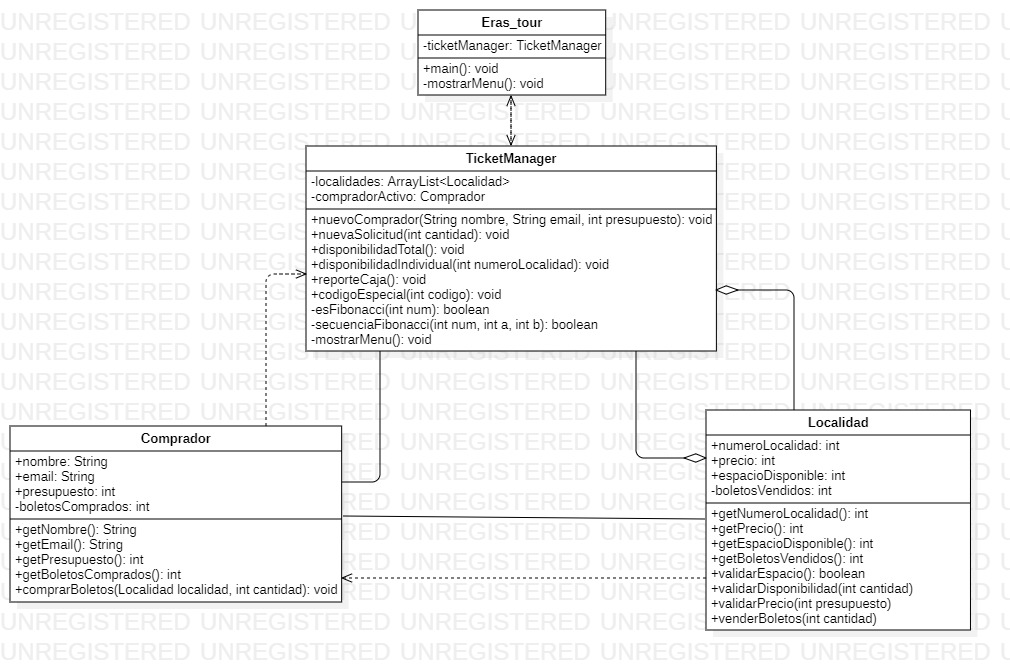 Eras_tour
-ticketManager: TicketManager
+main(): void
-mostrarMenu(): void
TicketManager
-localidades: ArrayList<Localidad>
-compradorActivo: Comprador
+nuevoComprador(String nombre, String email, int presupuesto): void
+nuevaSolicitud(int cantidad): void
+disponibilidadTotal(): void
+disponibilidadIndividual(int numeroLocalidad): void
+reporteCaja(): void
+codigoEspecial(int codigo): void
-esFibonacci(int num): boolean
-secuenciaFibonacci(int num, int a, int b): boolean
-mostrarMenu(): void
Comprador
+nombre: String
+email: String
+presupuesto: int
-boletosComprados: int
+getNombre(): String
+getEmail(): String
+getPresupuesto(): int
+getBoletosComprados(): int
+comprarBoletos(Localidad localidad, int cantidad): void
Localidad
+numeroLocalidad: int
+precio: int
+espacioDisponible: int
-boletosVendidos: int
+getNumeroLocalidad(): int
+getPrecio(): int
+getEspacioDisponible(): int
+getBoletosVendidos(): int
+validarEspacio(): boolean
+validarDisponibilidad(int cantidad)
+validarPrecio(int presupuesto)
+venderBoletos(int cantidad)
UNREGISTERED